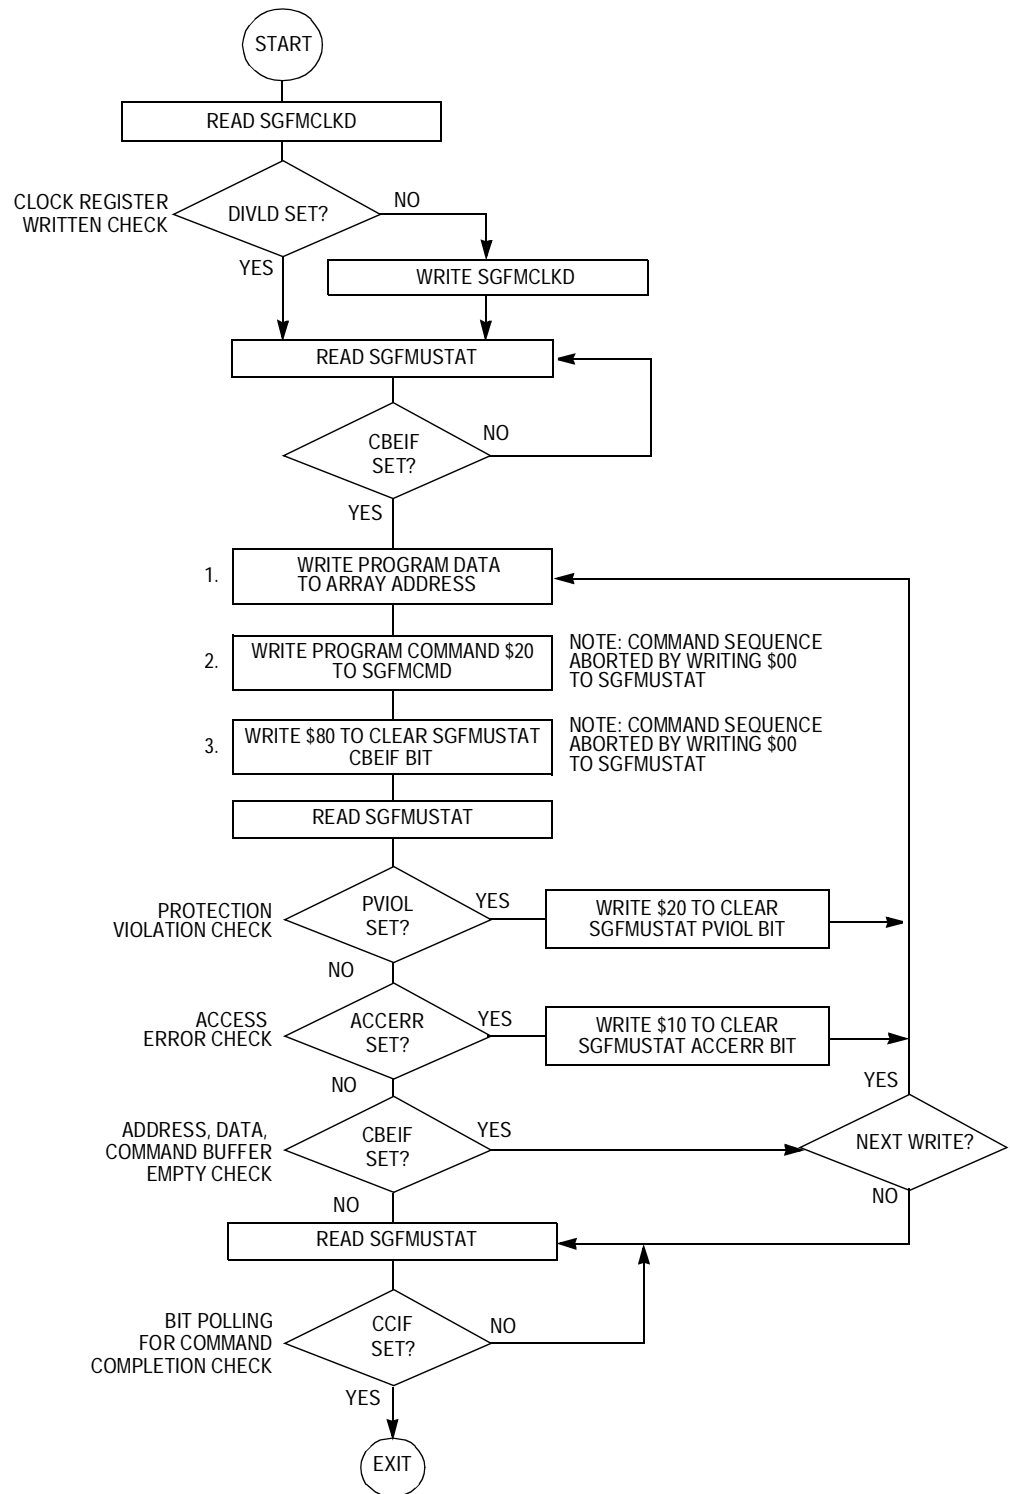 START
READ SGFMCLKD
CLOCK REGISTER
WRITTEN CHECK
DIVLD SET?
NO
YES
WRITE SGFMCLKD
READ SGFMUSTAT
CBEIF
SET?
NO
YES
1.
WRITE PROGRAM DATA
TO ARRAY ADDRESS
2.
WRITE PROGRAM COMMAND $20
TO SGFMCMD
NOTE: COMMAND SEQUENCE
ABORTED BY WRITING $00
TO SGFMUSTAT
3.
WRITE $80 TO CLEAR SGFMUSTAT
CBEIF BIT
NOTE: COMMAND SEQUENCE
ABORTED BY WRITING $00
TO SGFMUSTAT
READ SGFMUSTAT
PROTECTION
VIOLATION CHECK
PVIOL
SET?
YES
WRITE $20 TO CLEAR
SGFMUSTAT PVIOL BIT
NO
ACCESS
ERROR CHECK
ACCERR
SET?
YES
WRITE $10 TO CLEAR
SGFMUSTAT ACCERR BIT
NO
YES
ADDRESS, DATA,
COMMAND BUFFER
EMPTY CHECK
CBEIF
SET?
YES
NEXT WRITE?
NO
NO
READ SGFMUSTAT
BIT POLLING
FOR COMMAND
COMPLETION CHECK
CCIF
SET?
NO
YES
EXIT